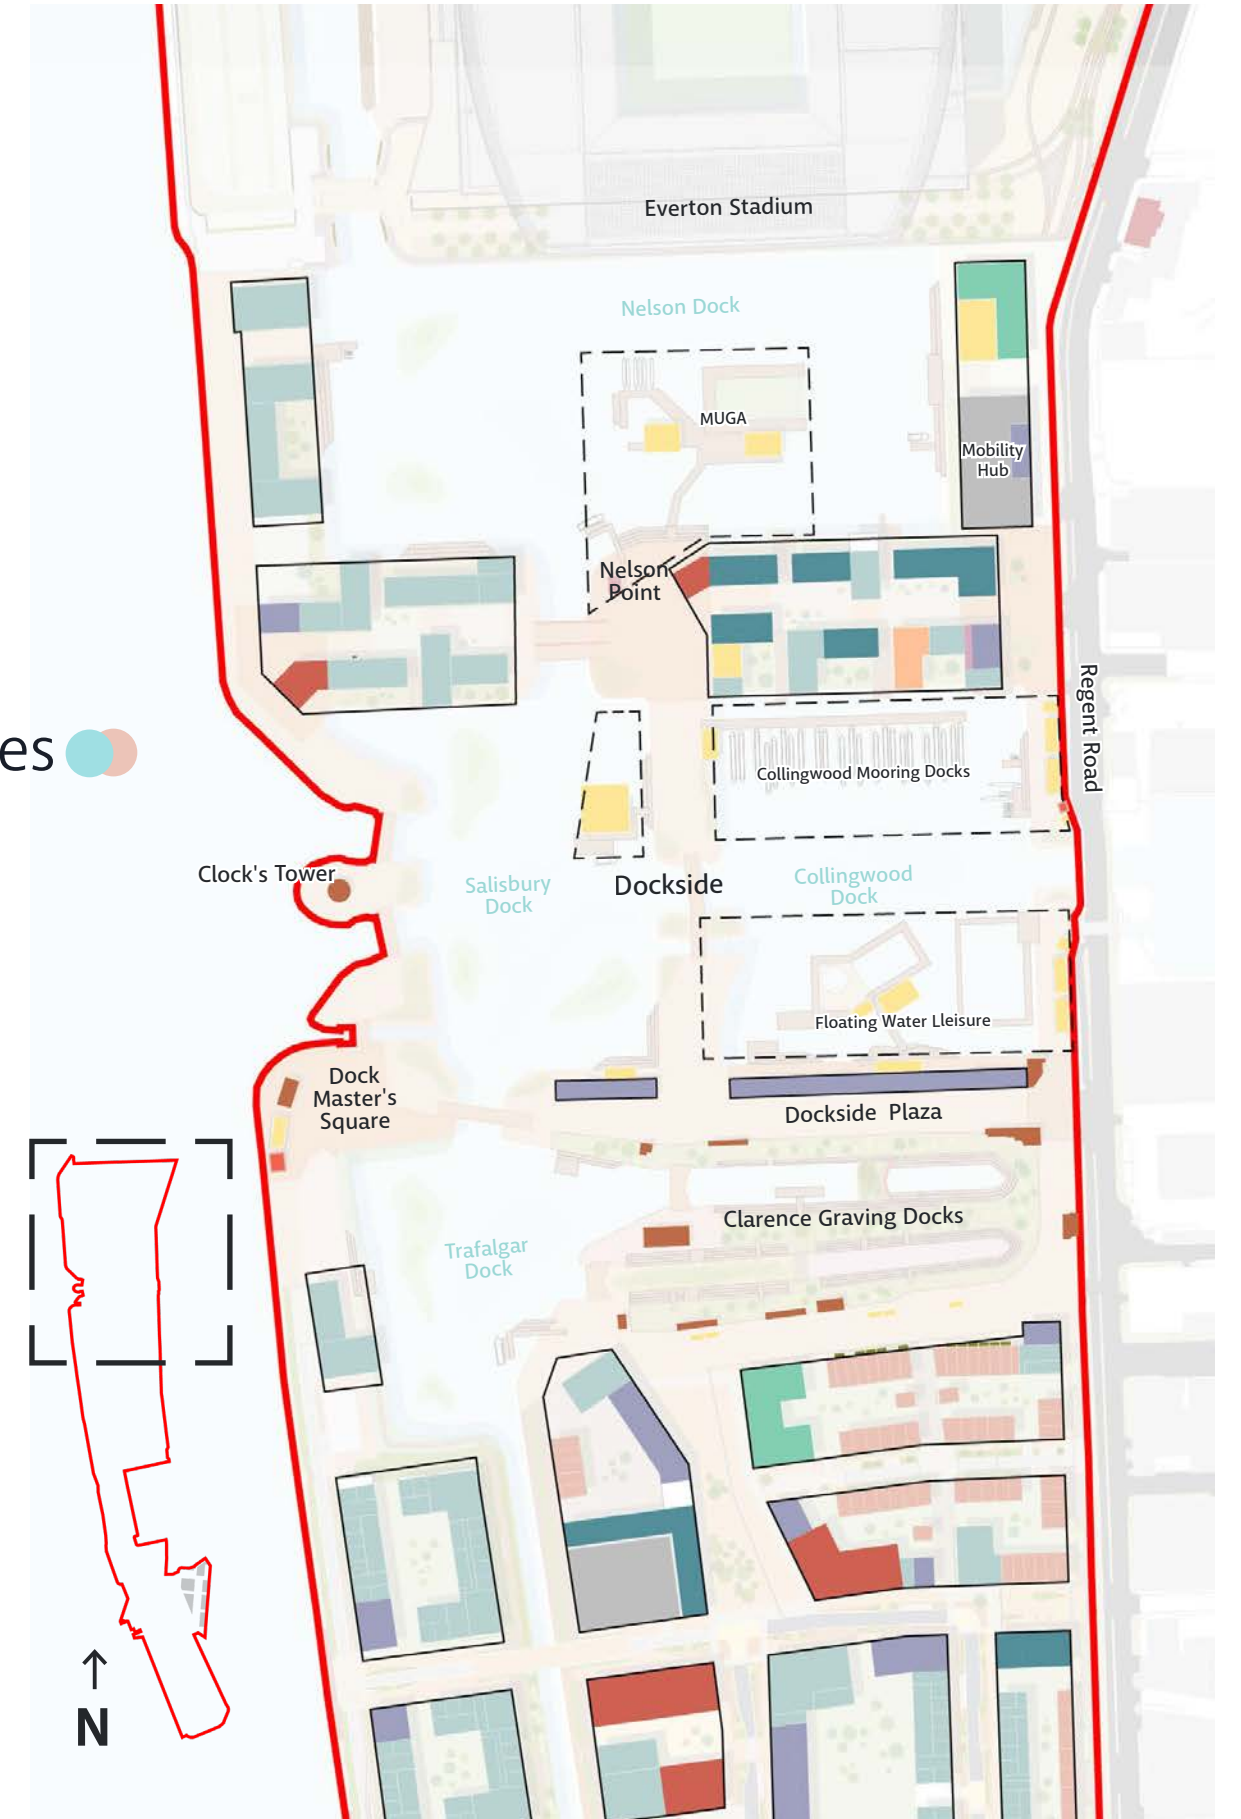 Everton Stadium
Nelson Dock
MUGA
Mobility
Hub
Nelson
Point
Regent Road
es
Collingwood Mooring Docks
Clock's Tower
Salisbury
Dock
Dockside
Collingwood
Dock
Floating Water Lleisure
Dock
Master's
Square
Dockside Plaza
Clarence Graving Docks
Trafalgar
Dock
N